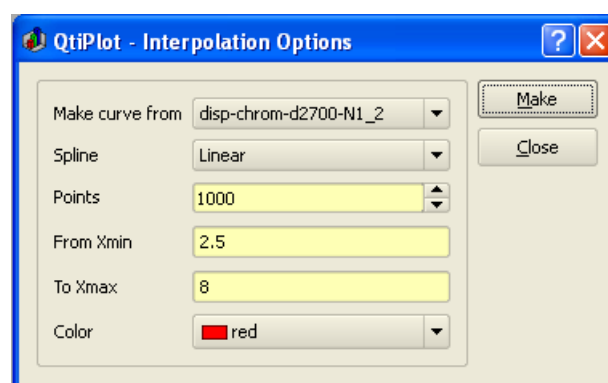 QtiPlot - Interpolation Options
Make curve from disp-chrom-d2700-N1_2
Make
Spline Linear
Close
Points 1000
From Xmin 2.5
To Xmax 8
Color red